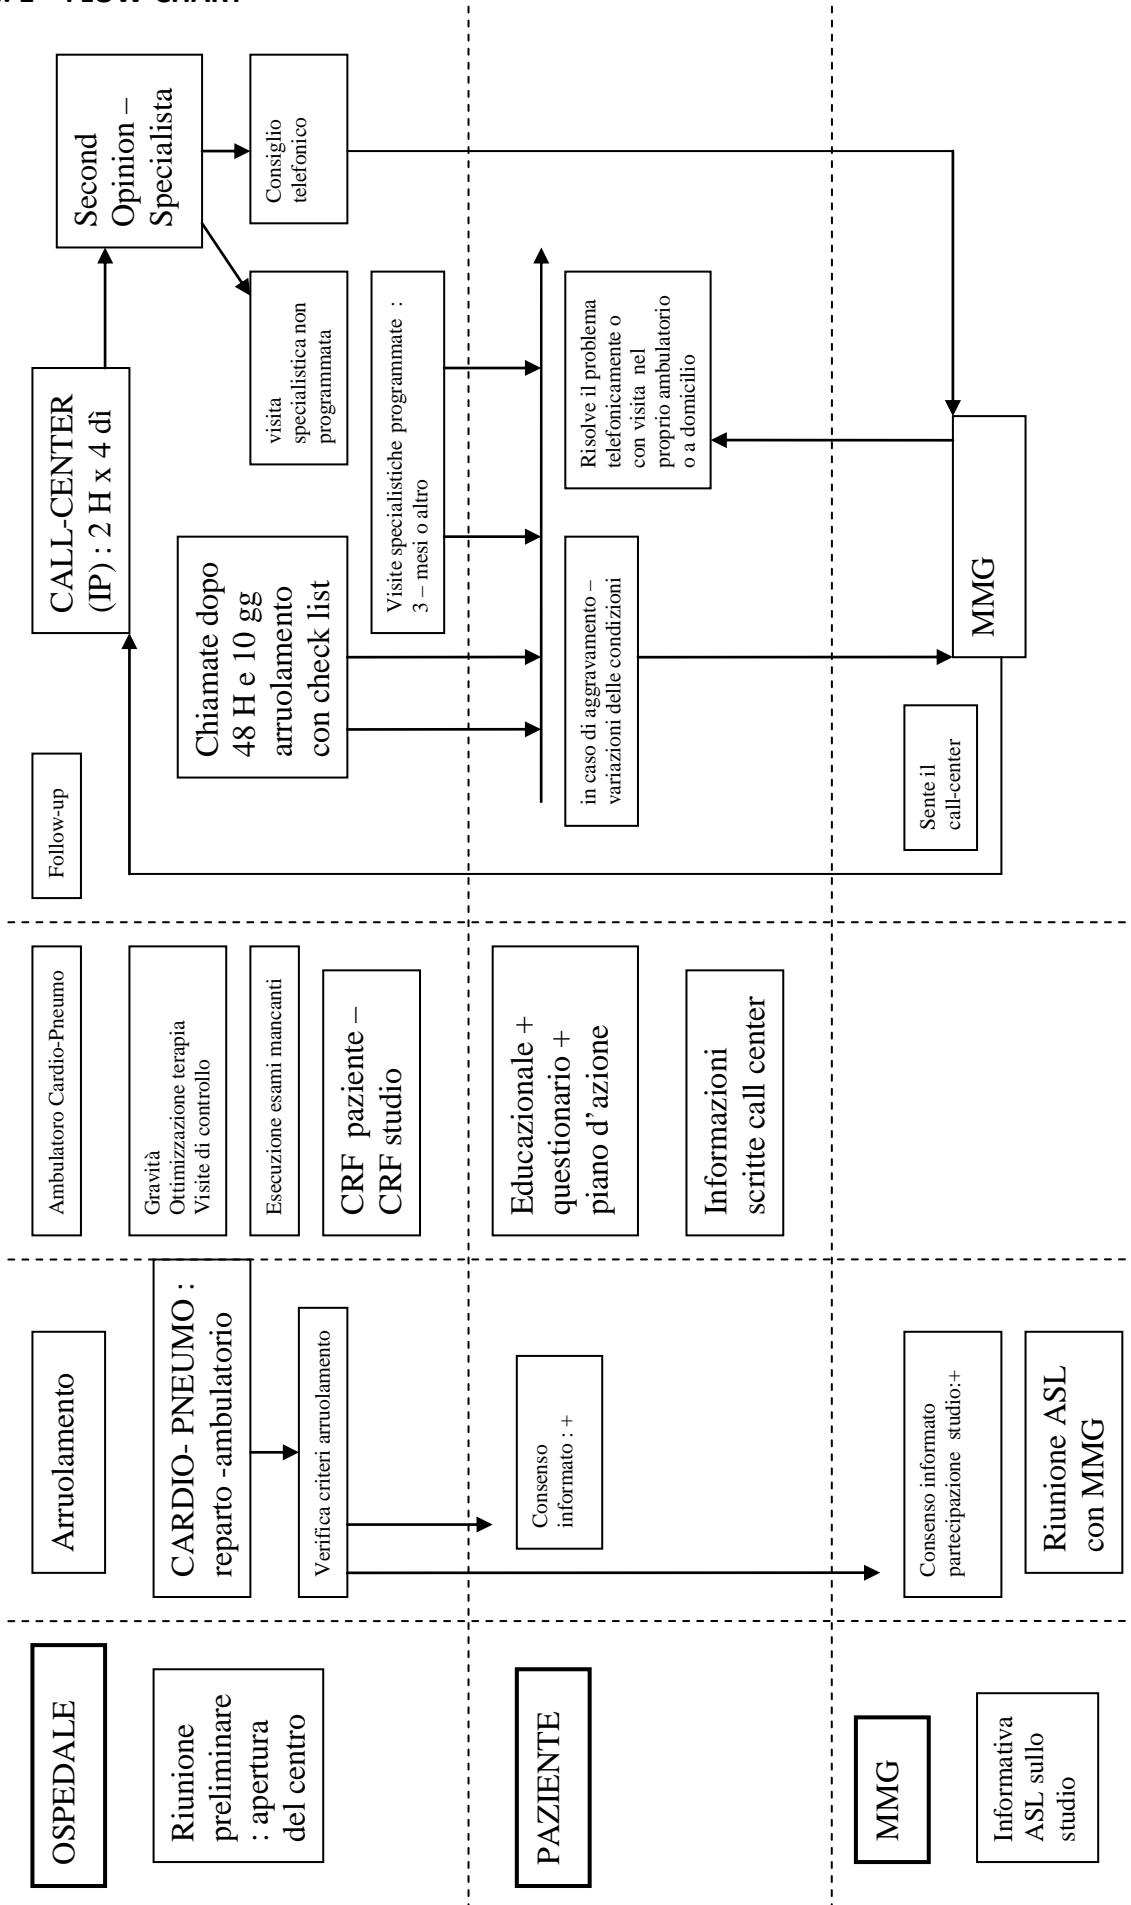 FLOW-CHART
OSPEDALE
Riunione
preliminare
: apertura
del centro
Arruolamento
CARDIO- PNEUMO :
reparto -ambulatorio
Verifica criteri arruolamento
Ambulatoro Cardio-Pneumo
Gravità
Ottimizzazione terapia
Visite di controllo
Esecuzione esami mancanti
CRF paziente –
CRF studio
Follow-up
CALL-CENTER
(IP) : 2 H x 4 dì
Second
Opinion –
Specialista
Chiamate dopo
48 H e 10 gg
arruolamento
con check list
visita
specialistica non
programmata
Consiglio
telefonico
Visite specialistiche programmate :
3 – mesi o altro
PAZIENTE
Consenso
informato : +
Educazionale +
questionario +
piano d'azione
Informazioni
scritte call center
in caso di aggravamento –
variazioni delle condizioni
Risolve il problema
telefonicamente o
con visita nel
proprio ambulatorio
o a domicilio
MMG
Informativa
ASL sullo
studio
Consenso informato
partecipazione studio:+
Riunione ASL
con MMG
Sente il
call-center
MMG